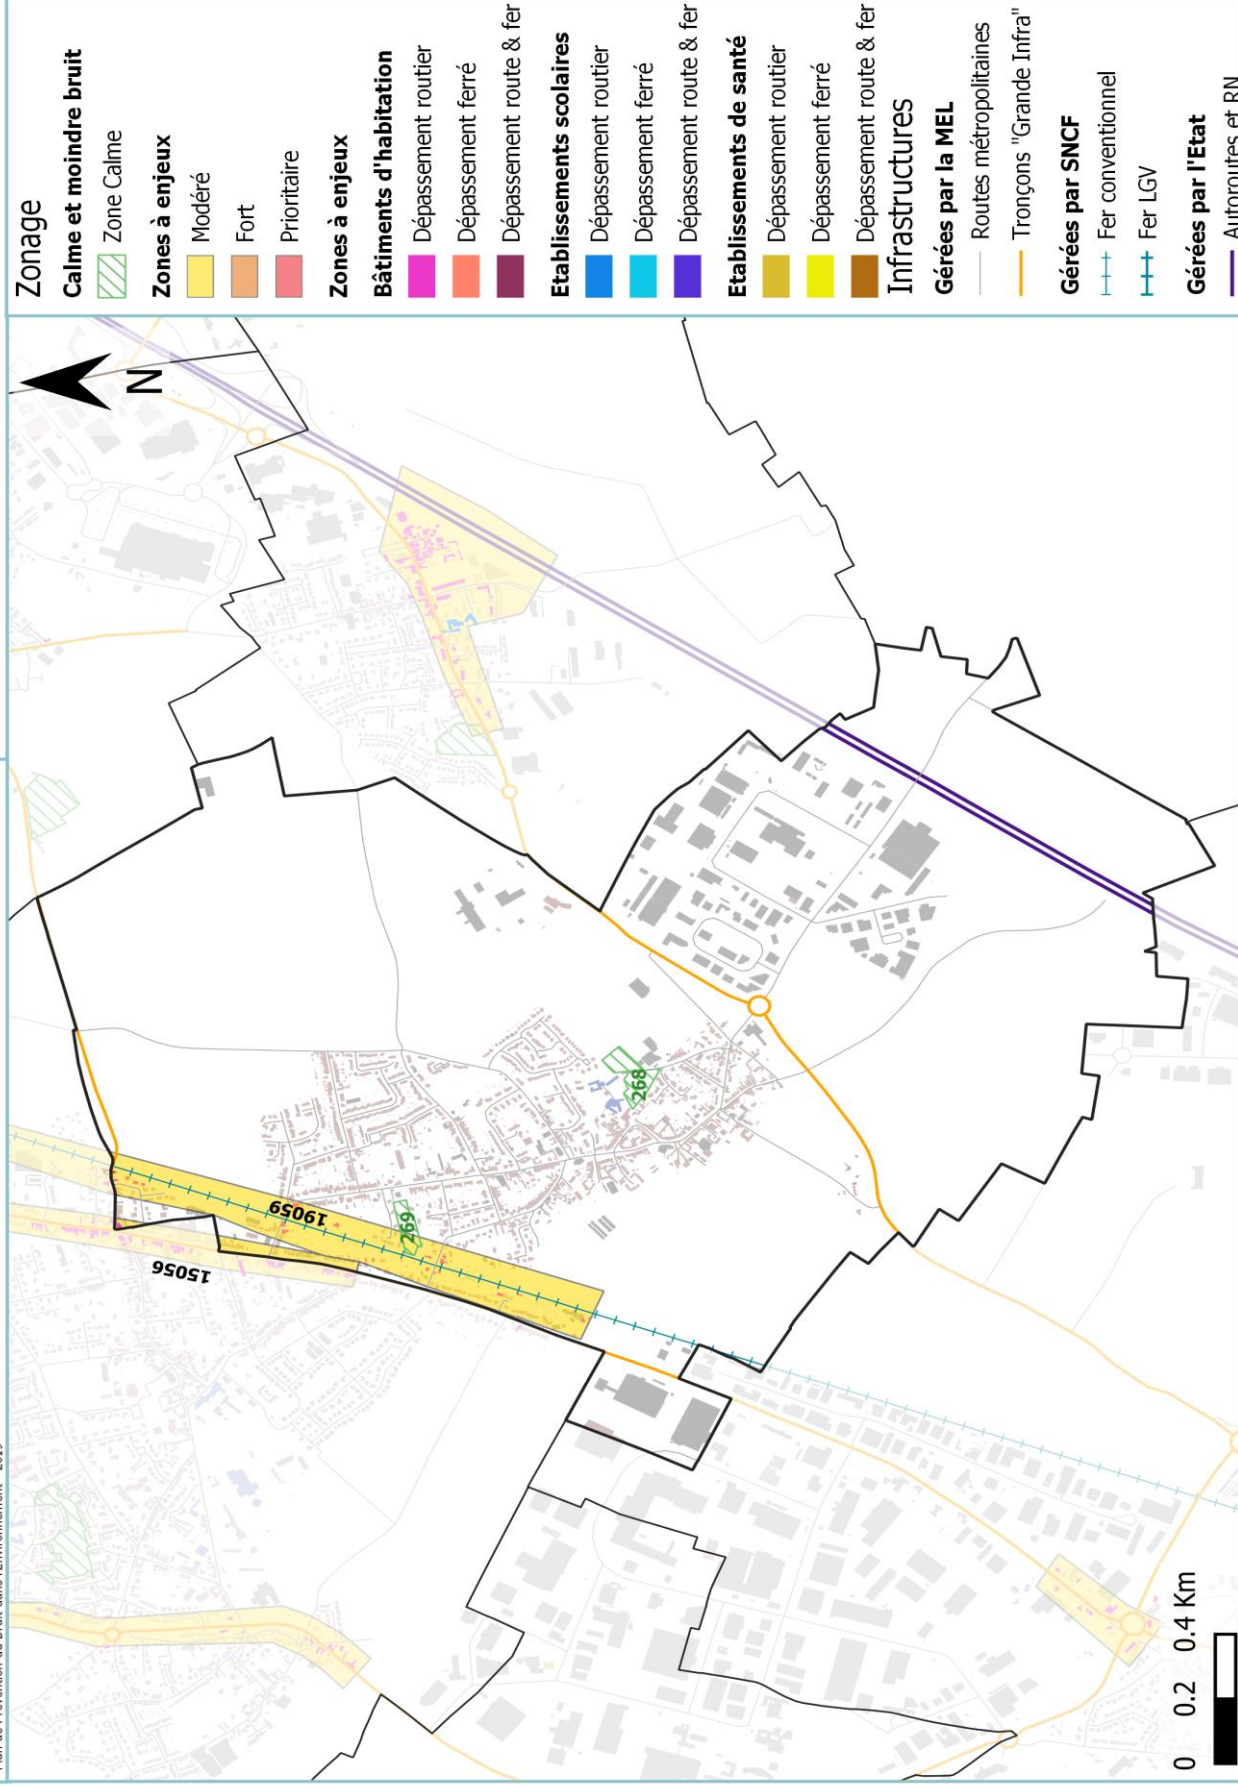 Zonage
Calme et moindre bruit
Zone Calme
Zones à enjeux
Modéré
Fort
Prioritaire
Zones à enjeux
Bâtiments d'habitation
Dépassement routier
Dépassement ferré
Dépassement route & fer
Etablissements scolaires
Dépassement routier
Dépassement ferré
Dépassement route & fer
Etablissements de santé
Dépassement routier
Dépassement ferré
Dépassement route & fer
Infrastructures
Gérées par la MEL
Routes métropolitaines
Tronçons "Grande Infra"
Gérées par SNCF
Fer conventionnel
Fer LGV
Gérées par l'Etat
Autoroutes et RN
N
15056
19059
269
268
0 0.2 0.4 Km